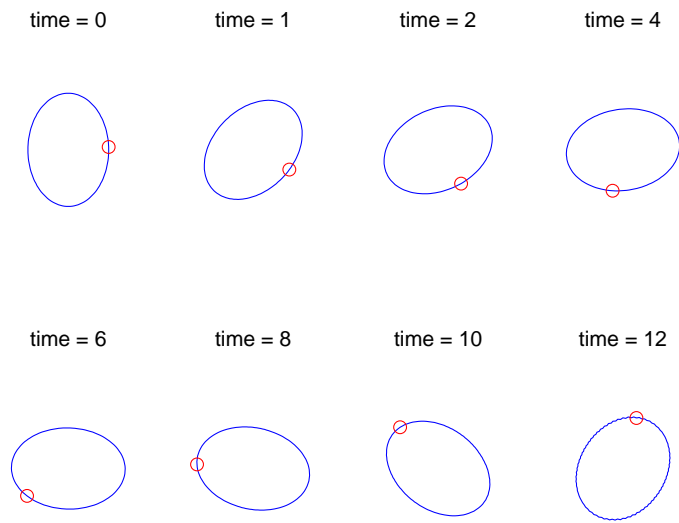 time = 0
time = 1
time = 2
time = 4
time = 6
time = 8
time = 10
time = 12